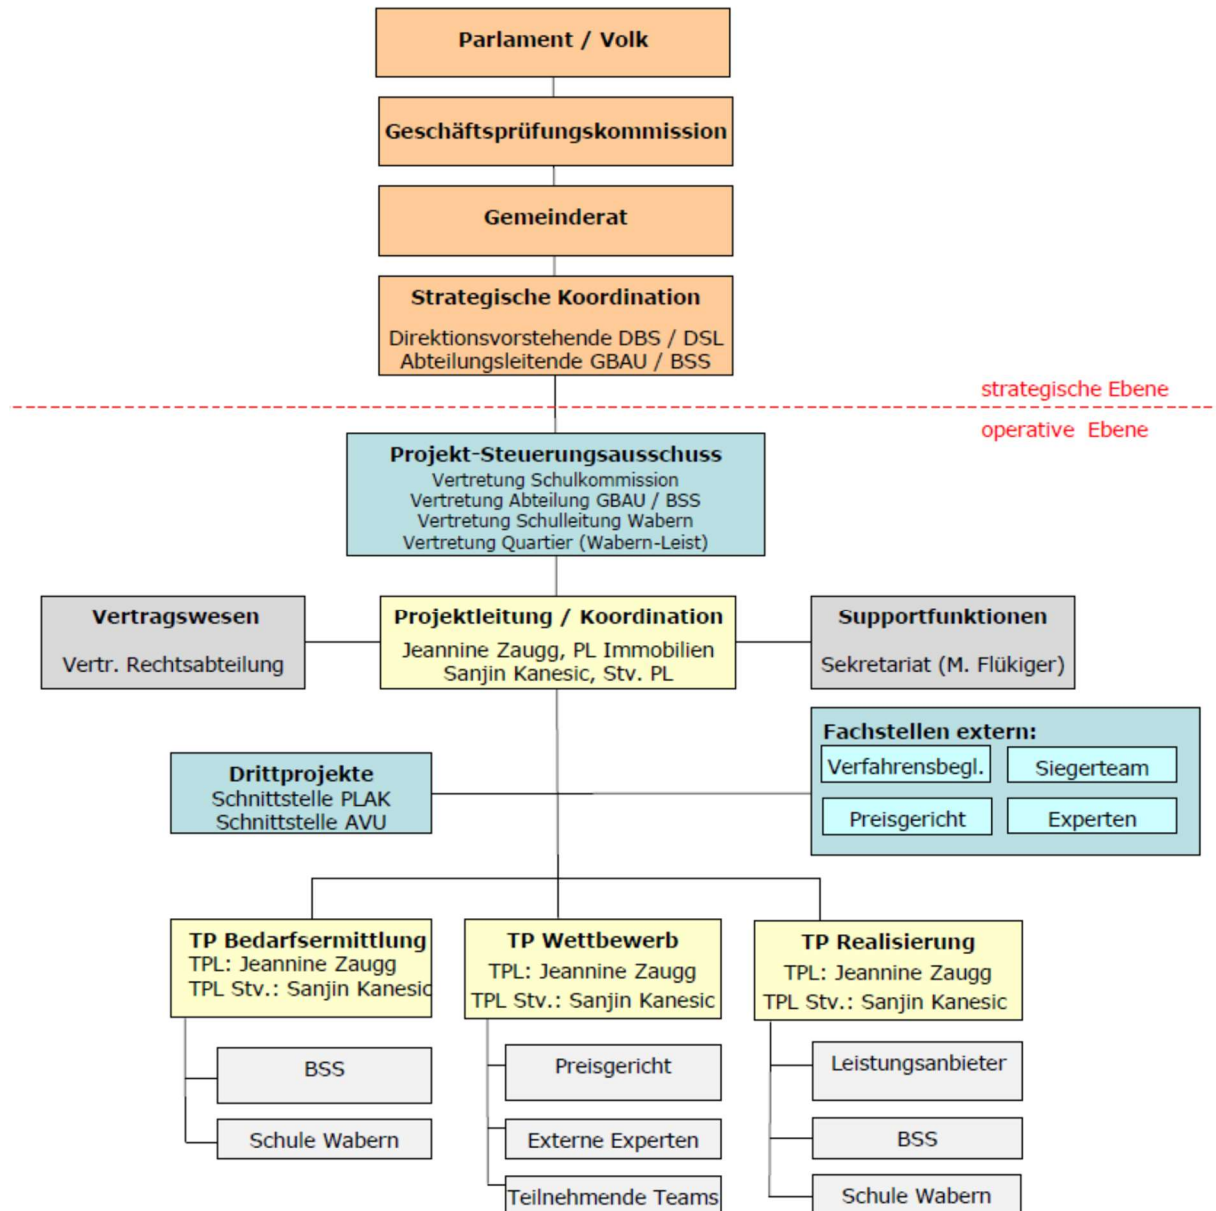 Parlament / Volk
Geschäftsprüfungskommission
Gemeinderat
Strategische Koordination
Direktionsvorstehende DBS / DSL
Abteilungsleitende GBAU / BSS
strategische Ebene
operative Ebene
Projekt-Steuerungsausschuss
Vertretung Schulkommission
Vertretung Abteilung GBAU / BSS
Vertretung Schulleitung Wabern
Vertretung Quartier (Wabern-Leist)
Vertragswesen
Vertr. Rechtsabteilung
Projektleitung / Koordination
Jeannine Zaugg, PL Immobilien
Sanjin Kanesic, Stv. PL
Supportfunktionen
Sekretariat (M. Flükiger)
Drittprojekte
Schnittstelle PLAK
Schnittstelle AVU
Fachstellen extern:
Verfahrensbegl.
Siegerteam
Preisgericht
Experten
TP Bedarfsermittlung
TPL: Jeannine Zaugg
TPL Stv.: Sanjin Kanesic
BSS
Schule Wabern
TP Wettbewerb
TPL: Jeannine Zaugg
TPL Stv.: Sanjin Kanesic
Preisgericht
Externe Experten
Teilnehmende Teams
TP Realisierung
TPL: Jeannine Zaugg
TPL Stv.: Sanjin Kanesic
Leistungsanbieter
BSS
Schule Wabern